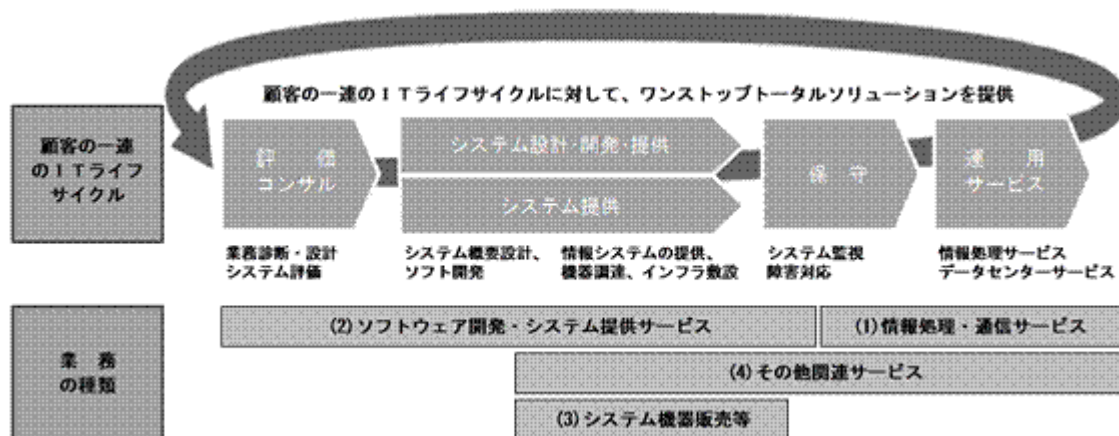 顧客の一連のＩＴライフサイクルに対して、ワンストップトータルソリューションを提供
顧客の一連
のＩＴライフ
サイクル
評　価
コンサル
システム設計・開発・提供
システム提供
保　守
運　用
サービス
業務診断・設計
システム評価
システム概要設計、
ソフト開発
情報システムの提供、
機器調達、インフラ敷設
システム監視
障害対応
情報処理サービス
データセンターサービス
業　務
の種類
(2)ソフトウェア開発・システム提供サービス
(1)情報処理・通信サービス
(4)その他関連サービス
(3)システム機器販売等